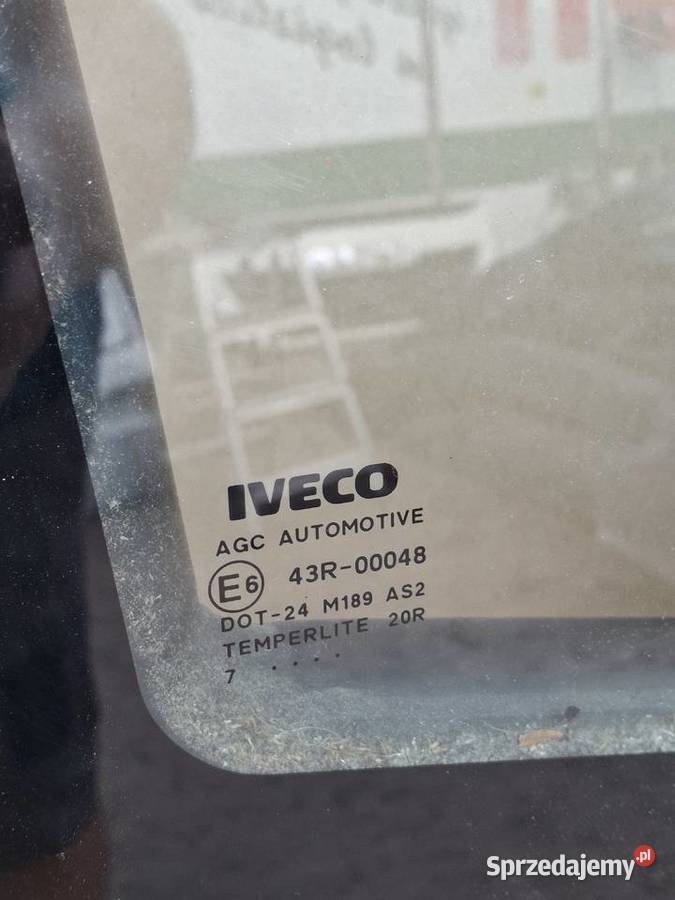 IVECO
AGC AUTOMOTIVE
E6 43R-00048
DOT-24 M189 AS2
TEMPERLITE 20R
7 ....
Sprzedajemy.pl